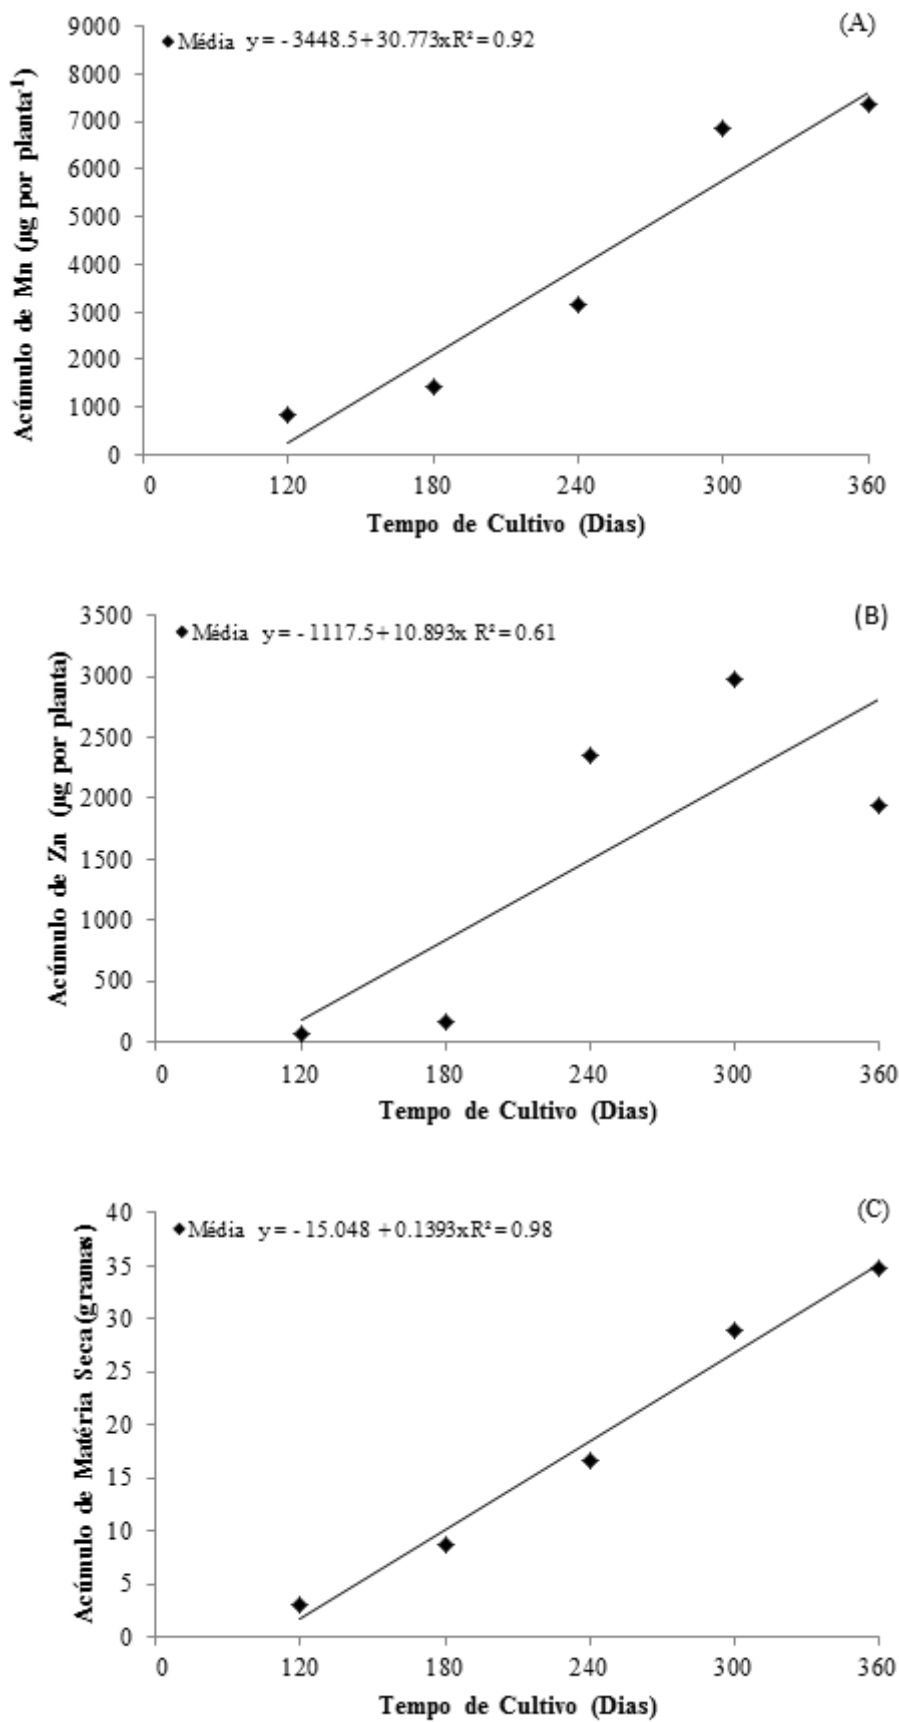 (A)
Média y = - 3448.5 + 30.773x R² = 0.92
9000
8000
7000
6000
5000
4000
3000
2000
1000
0
Acúmulo de Mn (µg por planta-1)
0 120 180 240 300 360
Tempo de Cultivo (Dias)
(B)
Média y = - 1117.5 + 10.893x R² = 0.61
3500
3000
2500
2000
1500
1000
500
0
Acúmulo de Zn (µg por planta)
0 120 180 240 300 360
Tempo de Cultivo (Dias)
(C)
Média y = - 15.048 + 0.1393x R² = 0.98
40
35
30
25
20
15
10
5
0
Acúmulo de Matéria Seca (gramas)
0 120 180 240 300 360
Tempo de Cultivo (Dias)